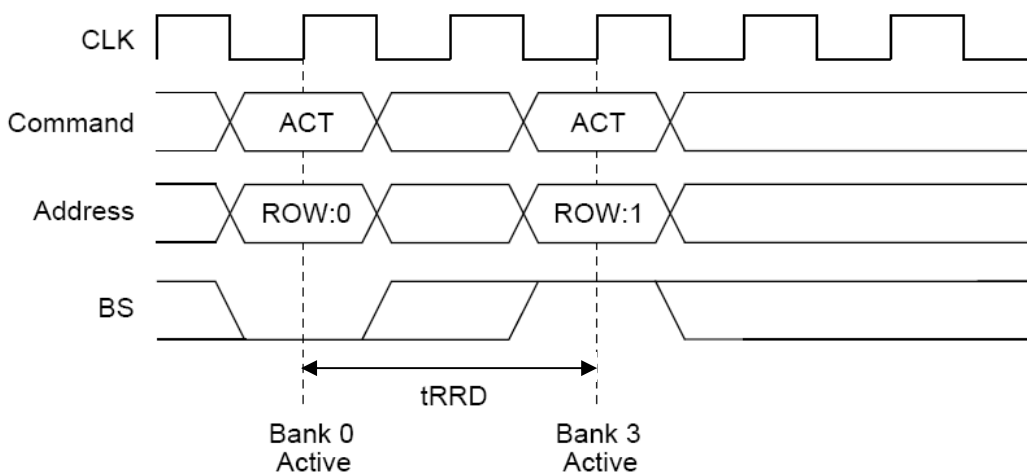 CLK
Command
ACT
ACT
Address
ROW:0
ROW:1
BS
tRRD
Bank 0
Active
Bank 3
Active